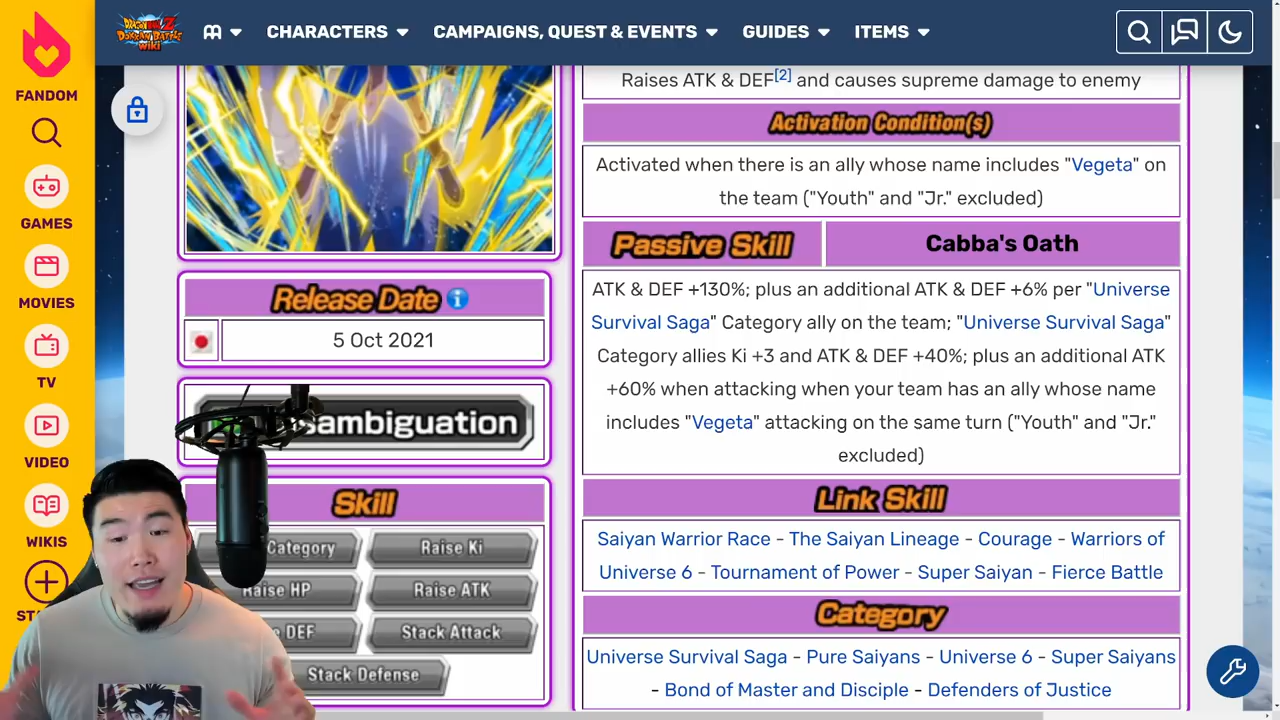 DRAGON BALL Z
DOKKAN BATTLE
WIKI
CHARACTERS
CAMPAIGNS, QUEST & EVENTS
GUIDES
ITEMS
FANDOM
GAMES
MOVIES
TV
VIDEO
WIKIS
Raises ATK & DEF[2] and causes supreme damage to enemy
Activation Condition(s)
Activated when there is an ally whose name includes "Vegeta" on
the team ("Youth" and "Jr." excluded)
Passive Skill
Cabba's Oath
ATK & DEF +130%; plus an additional ATK & DEF +6% per "Universe
Survival Saga" Category ally on the team; "Universe Survival Saga"
Category allies Ki +3 and ATK & DEF +40%; plus an additional ATK
+60% when attacking when your team has an ally whose name
includes "Vegeta" attacking on the same turn ("Youth" and "Jr."
excluded)
Link Skill
Saiyan Warrior Race - The Saiyan Lineage - Courage - Warriors of
Universe 6 - Tournament of Power - Super Saiyan - Fierce Battle
Category
Universe Survival Saga - Pure Saiyans - Universe 6 - Super Saiyans
- Bond of Master and Disciple - Defenders of Justice
Release Date
5 Oct 2021
Skill
Category
Raise Ki
Raise HP
Raise ATK
DEF
Stack Attack
Stack Defense